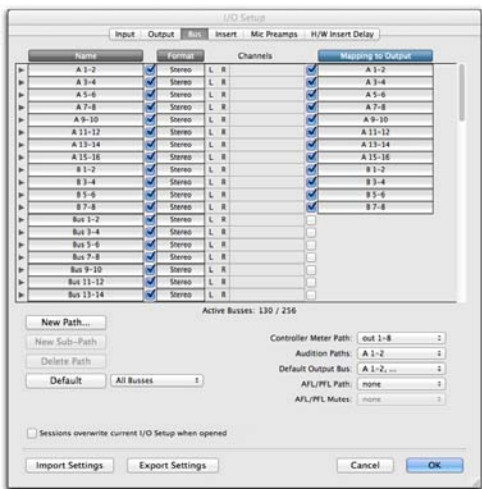 I/O Setup
Input Output Bus Insert Mic Preamps H/W Insert Delay
Name Format Channels Mapping to Output
A 1-2 Stereo L R A 1-2
A 3-4 Stereo L R A 3-4
A 5-6 Stereo L R A 5-6
A 7-8 Stereo L R A 7-8
A 9-10 Stereo L R A 9-10
A 11-12 Stereo L R A 11-12
A 13-14 Stereo L R A 13-14
A 15-16 Stereo L R A 15-16
B 1-2 Stereo L R B 1-2
B 3-4 Stereo L R B 3-4
B 5-6 Stereo L R B 5-6
B 7-8 Stereo L R B 7-8
Bus 1-2 Stereo L R
Bus 3-4 Stereo L R
Bus 5-6 Stereo L R
Bus 7-8 Stereo L R
Bus 9-10 Stereo L R
Bus 11-12 Stereo L R
Bus 13-14 Stereo L R
Active Busses: 130 / 256
New Path...
New Sub-Path
Delete Path
Default All Busses
Controller Meter Path: out 1-8
Audition Paths: A 1-2
Default Output Bus: A 1-2, ...
AFL/PFL Path: none
AFL/PFL Mutes: none
Sessions overwrite current I/O Setup when opened
Import Settings Export Settings Cancel OK